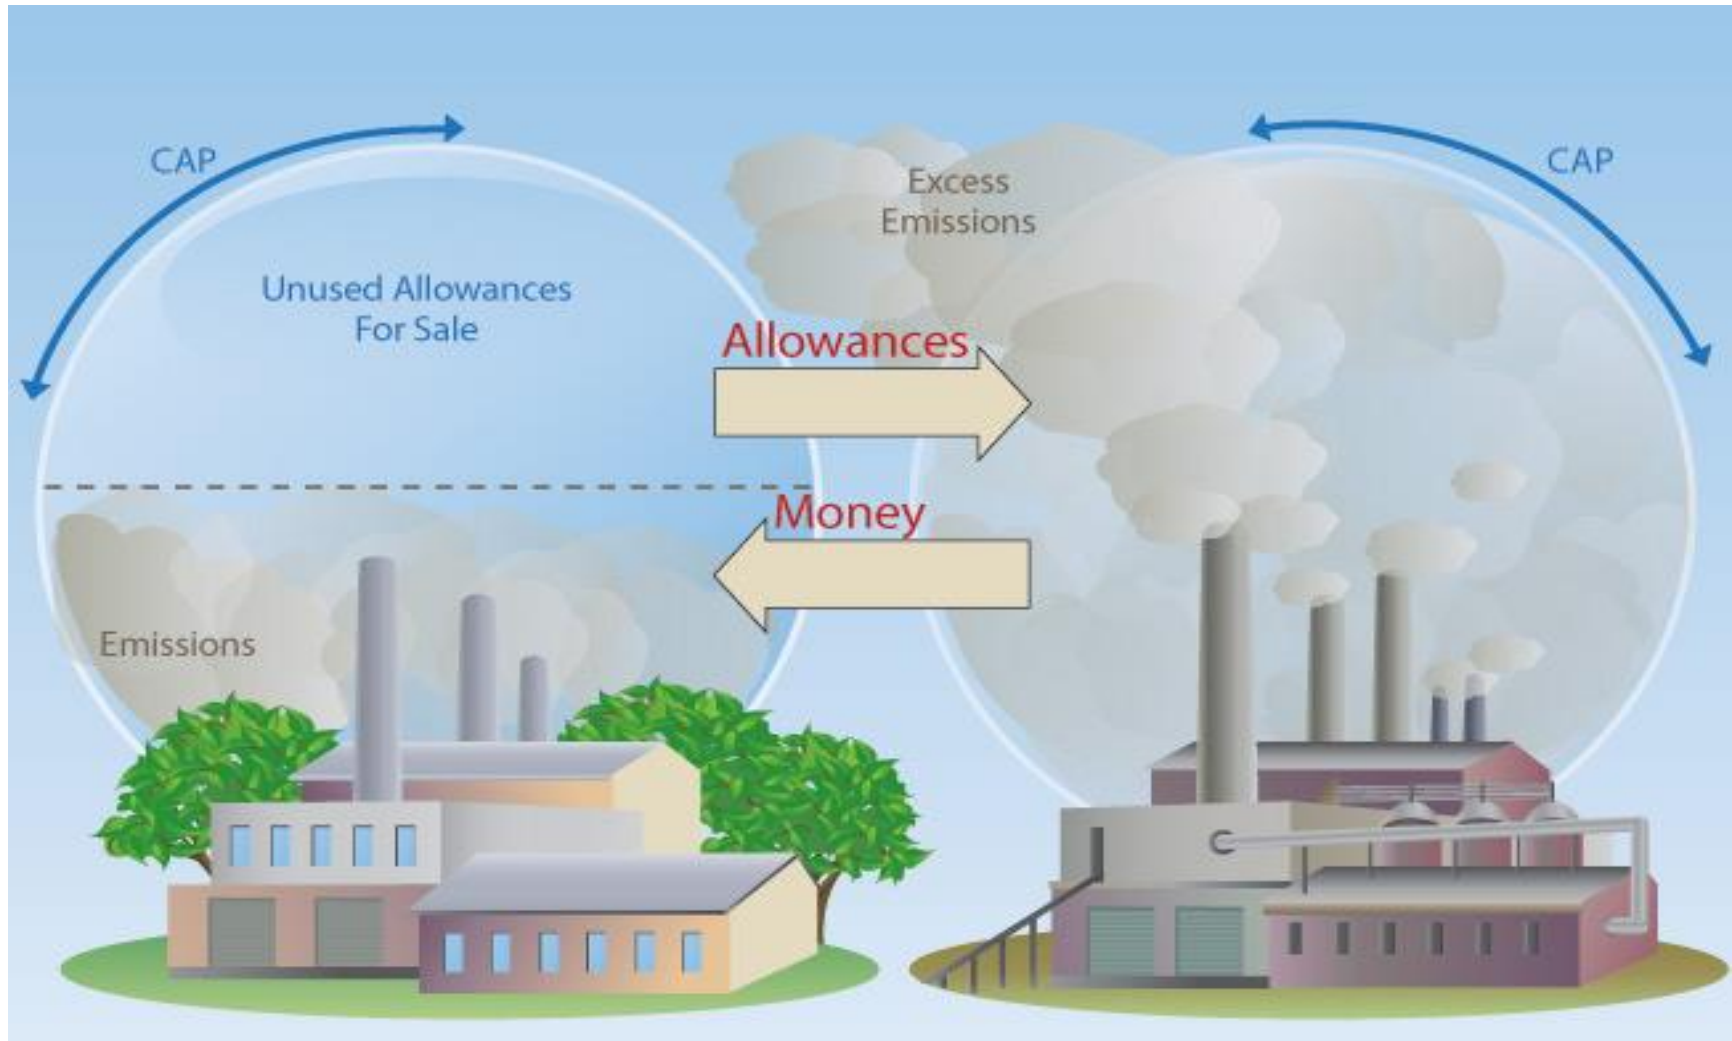 CAP
CAP
Excess
Emissions
Unused Allowances
For Sale
Allowances
Money
Emissions